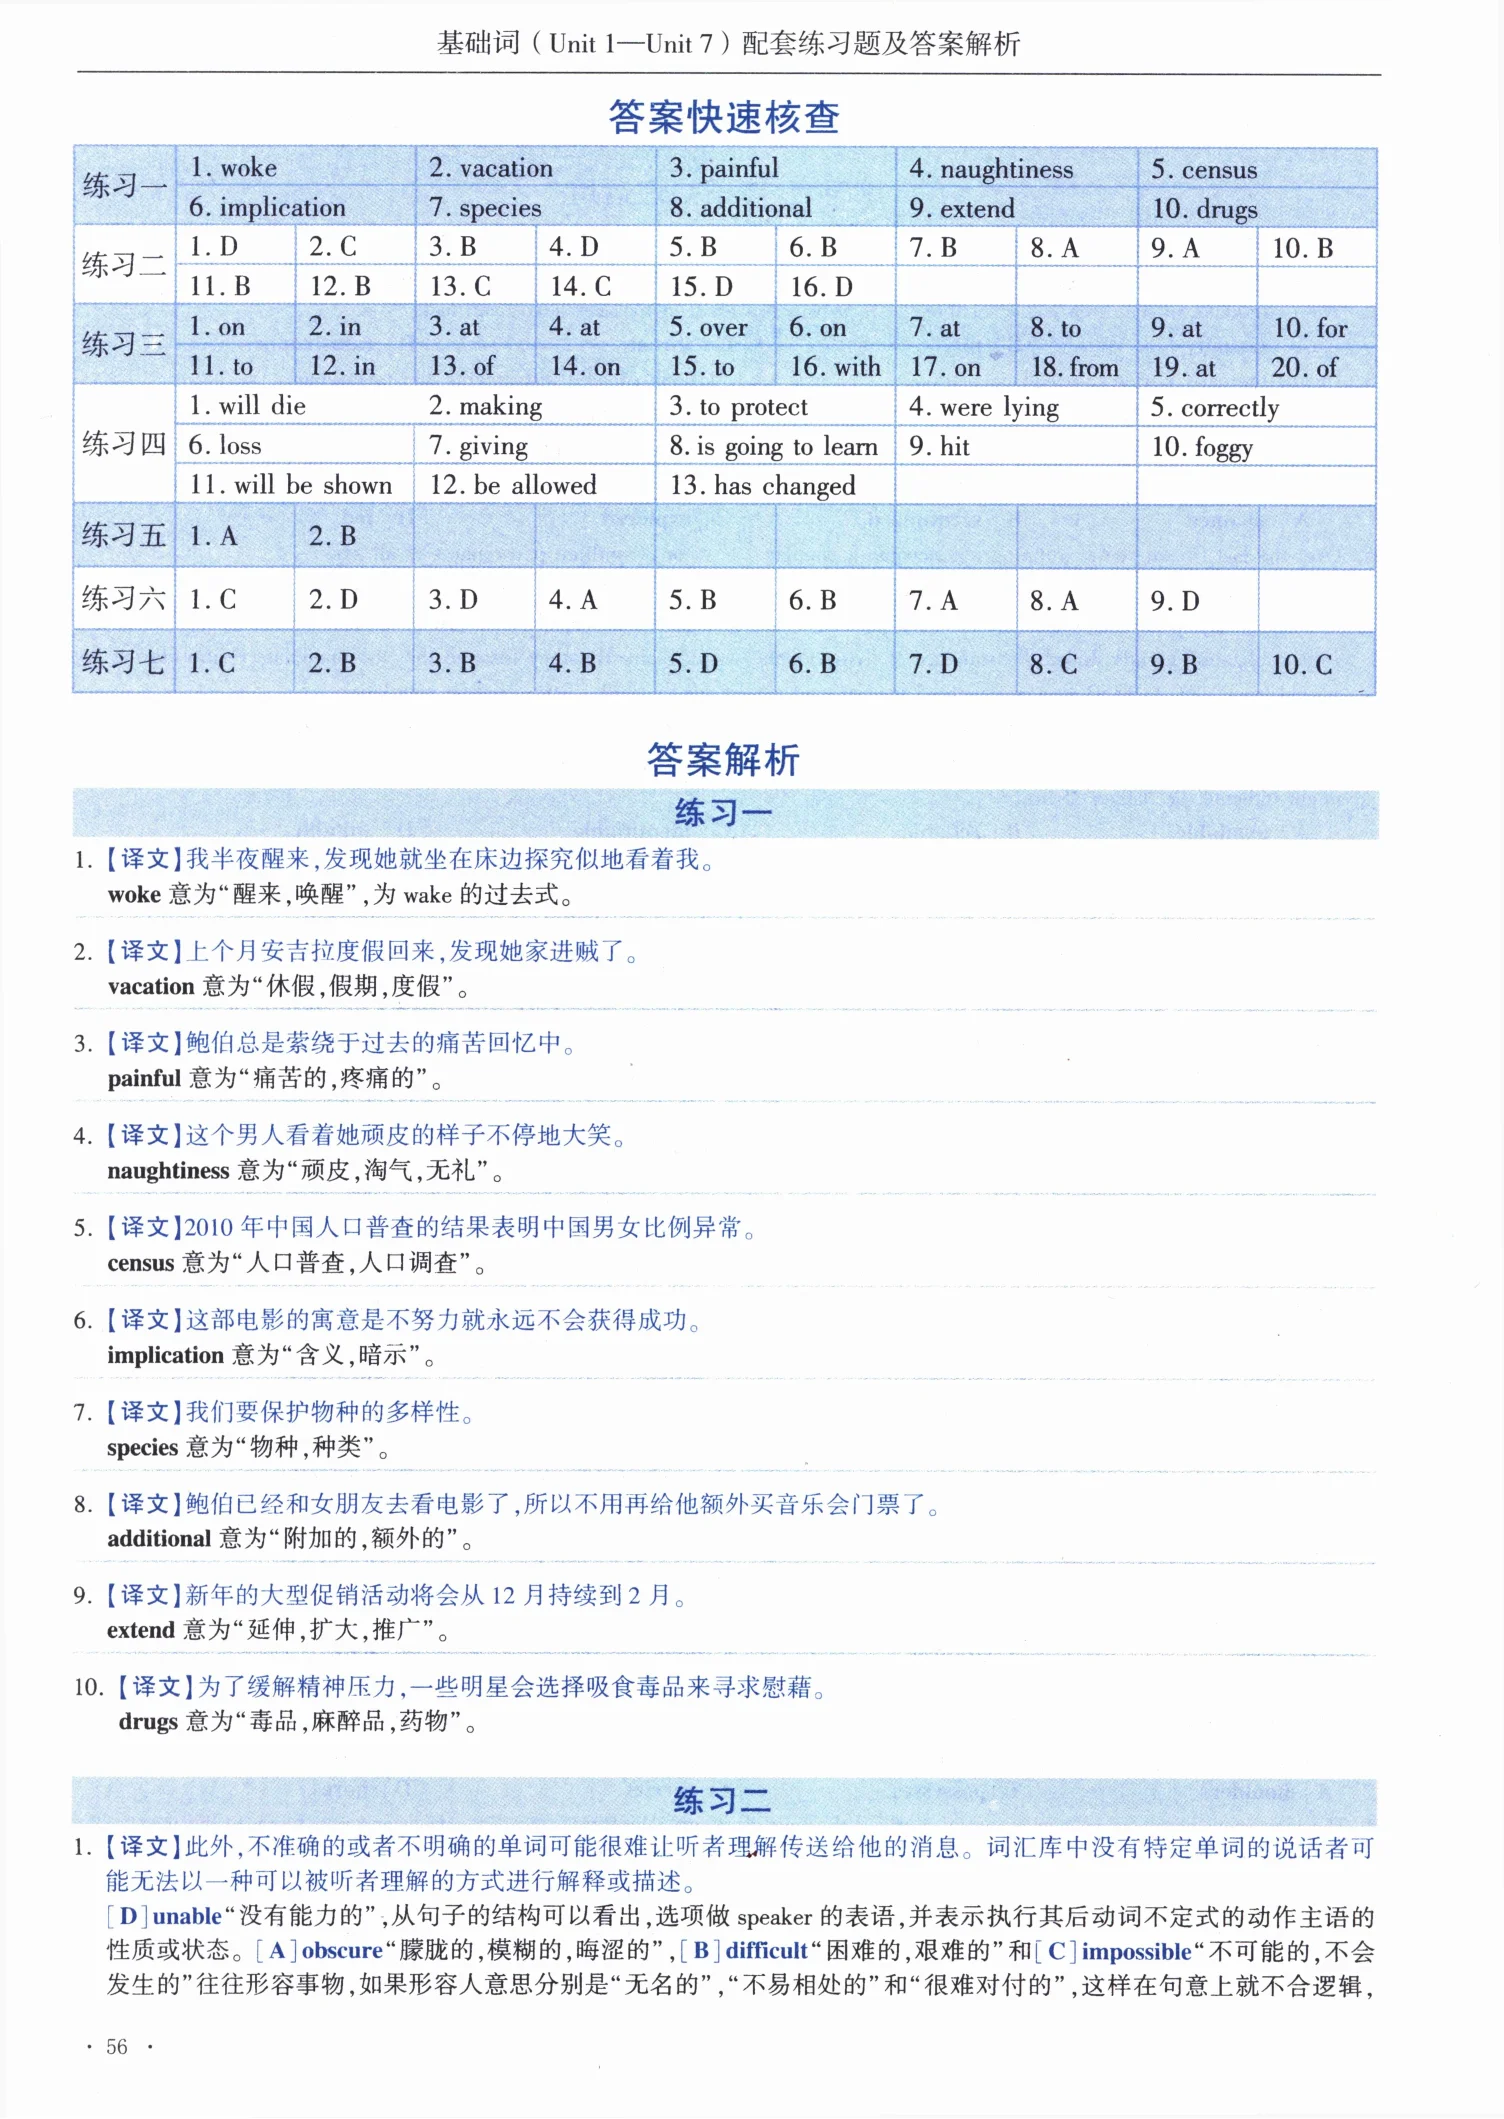 基础词(Unit 1—Unit 7)配套练习题及答案解析
答案快速核查
练习一
1. woke 2. vacation 3. painful 4. naughtiness 5. census
6. implication 7. species 8. additional 9. extend 10. drugs
练习二
1. D 2. C 3. B 4. D 5. B 6. B 7. B 8. A 9. A 10. B
11. B 12. B 13. C 14. C 15. D 16. D
练习三
1. on 2. in 3. at 4. at 5. over 6. on 7. at 8. to 9. at 10. for
11. to 12. in 13. of 14. on 15. to 16. with 17. on 18. from 19. at 20. of
练习四
1. will die 2. making 3. to protect 4. were lying 5. correctly
6. loss 7. giving 8. is going to learn 9. hit 10. foggy
11. will be shown 12. be allowed 13. has changed
练习五 1. A 2. B
练习六 1. C 2. D 3. D 4. A 5. B 6. B 7. A 8. A 9. D
练习七 1. C 2. B 3. B 4. B 5. D 6. B 7. D 8. C 9. B 10. C
答案解析
练习一
1.【译文】我半夜醒来,发现她就坐在床边探究似地看着我。
woke 意为“醒来,唤醒”,为 wake 的过去式。
2.【译文】上个月安吉拉度假回来,发现她家进贼了。
vacation 意为“休假,假期,度假”。
3.【译文】鲍伯总是萦绕于过去的痛苦回忆中。
painful 意为“痛苦的,疼痛的”。
4.【译文】这个男人看着她顽皮的样子不停地大笑。
naughtiness 意为“顽皮,淘气,无礼”。
5.【译文】2010 年中国人口普查的结果表明中国男女比例异常。
census 意为“人口普查,人口调查”。
6.【译文】这部电影的寓意是不努力就永远不会获得成功。
implication 意为“含义,暗示”。
7.【译文】我们要保护物种的多样性。
species 意为“物种,种类”。
8.【译文】鲍伯已经和女朋友去看电影了,所以不用再给他额外买音乐会门票了。
additional 意为“附加的,额外的”。
9.【译文】新年的大型促销活动将会从 12 月持续到 2 月。
extend 意为“延伸,扩大,推广”。
10.【译文】为了缓解精神压力,一些明星会选择吸食毒品来寻求慰藉。
drugs 意为“毒品,麻醉品,药物”。
练习二
1.【译文】此外,不准确的或者不明确的单词可能很难让听者理解传送给他的消息。词汇库中没有特定单词的说话者可
能无法以一种可以被听者理解的方式进行解释或描述。
[D]unable“没有能力的”,从句子的结构可以看出,选项做 speaker 的表语,并表示执行其后动词不定式的动作主语的
性质或状态。[A]obscure“朦胧的,模糊的,晦涩的”,[B]difficult“困难的,艰难的”和[C]impossible“不可能的,不会
发生的”往往形容事物,如果形容人意思分别是“无名的”,“不易相处的”和“很难对付的”,这样在句意上就不合逻辑,
· 56 ·